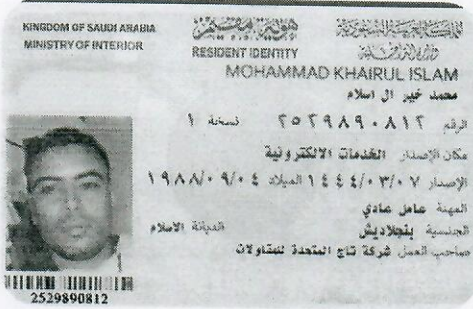 KINGDOM OF SAUDI ARABIA هوية مقيم المملكة العربية السعودية
MINISTRY OF INTERIOR RESIDENT IDENTITY وزارة الداخلية
MOHAMMAD KHAIRUL ISLAM
محمد خير ال اسلام
الرقم ٢٥٢٩٨٩٠٨١٢ نسخة ١
مكان الإصدار الخدمات الالكترونية
الإصدار ١٤٤٤/٠٣/٠٧ الميلاد ١٩٨٨/٠٩/٠٤
المهنة عامل عادي
الجنسية بنجلاديش الديانة الاسلام
صاحب العمل شركة تاج المتحدة للمقاولات
2529890812